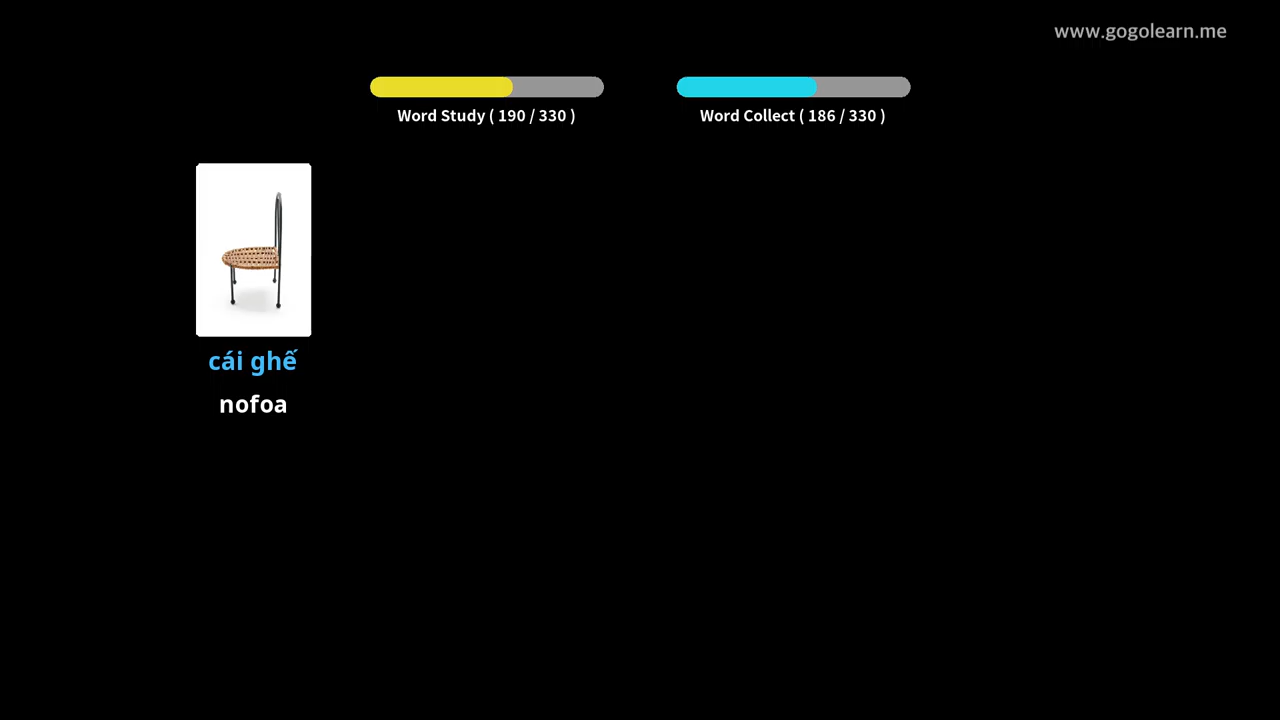 www.gogolearn.me
Word Study ( 190 / 330 )
Word Collect ( 186 / 330 )
cái ghế
nofoa